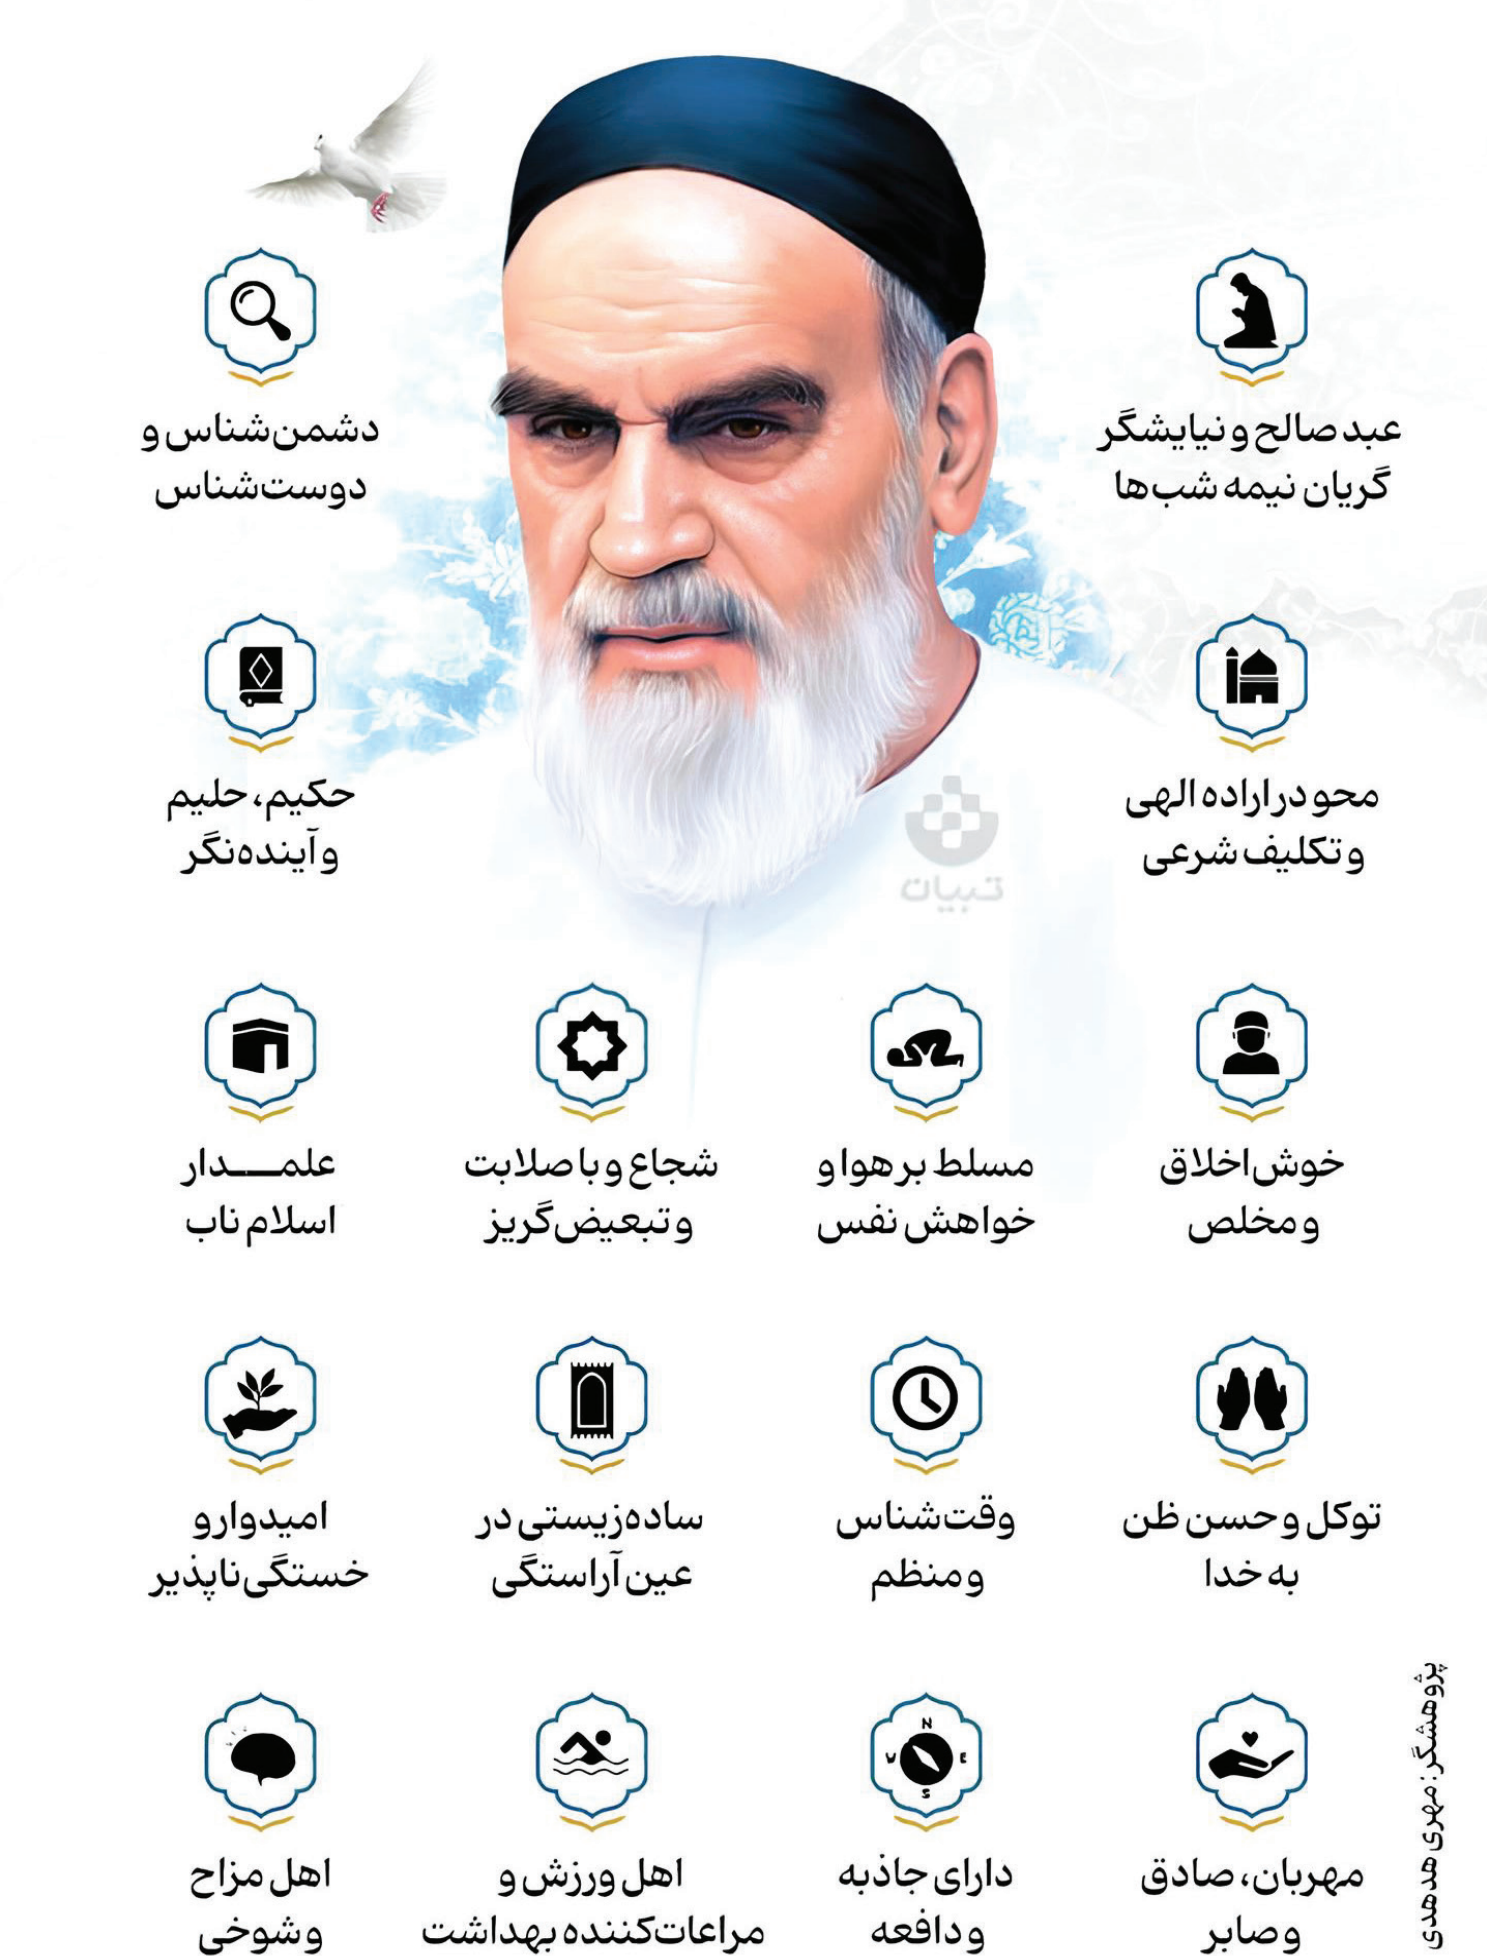 عبد صالح و نیایشگر
گریان نیمه شب‌ها
دشمن‌شناس و
دوست‌شناس
محو در اراده الهی
و تکلیف شرعی
حکیم، حلیم
و آینده‌نگر
تبیان
خوش‌اخلاق
و مخلص
مسلط بر هوا و
خواهش نفس
شجاع و با صلابت
و تبعیض‌گریز
علمــــدار
اسلام ناب
توکل و حسن ظن
به خدا
وقت‌شناس
و منظم
ساده‌زیستی در
عین آراستگی
امیدوار و
خستگی‌ناپذیر
N
V E
S
مهربان، صادق
و صابر
دارای جاذبه
و دافعه
اهل ورزش و
مراعات‌کننده بهداشت
اهل مزاح
و شوخی
پژوهشگر: مهری هدهدی